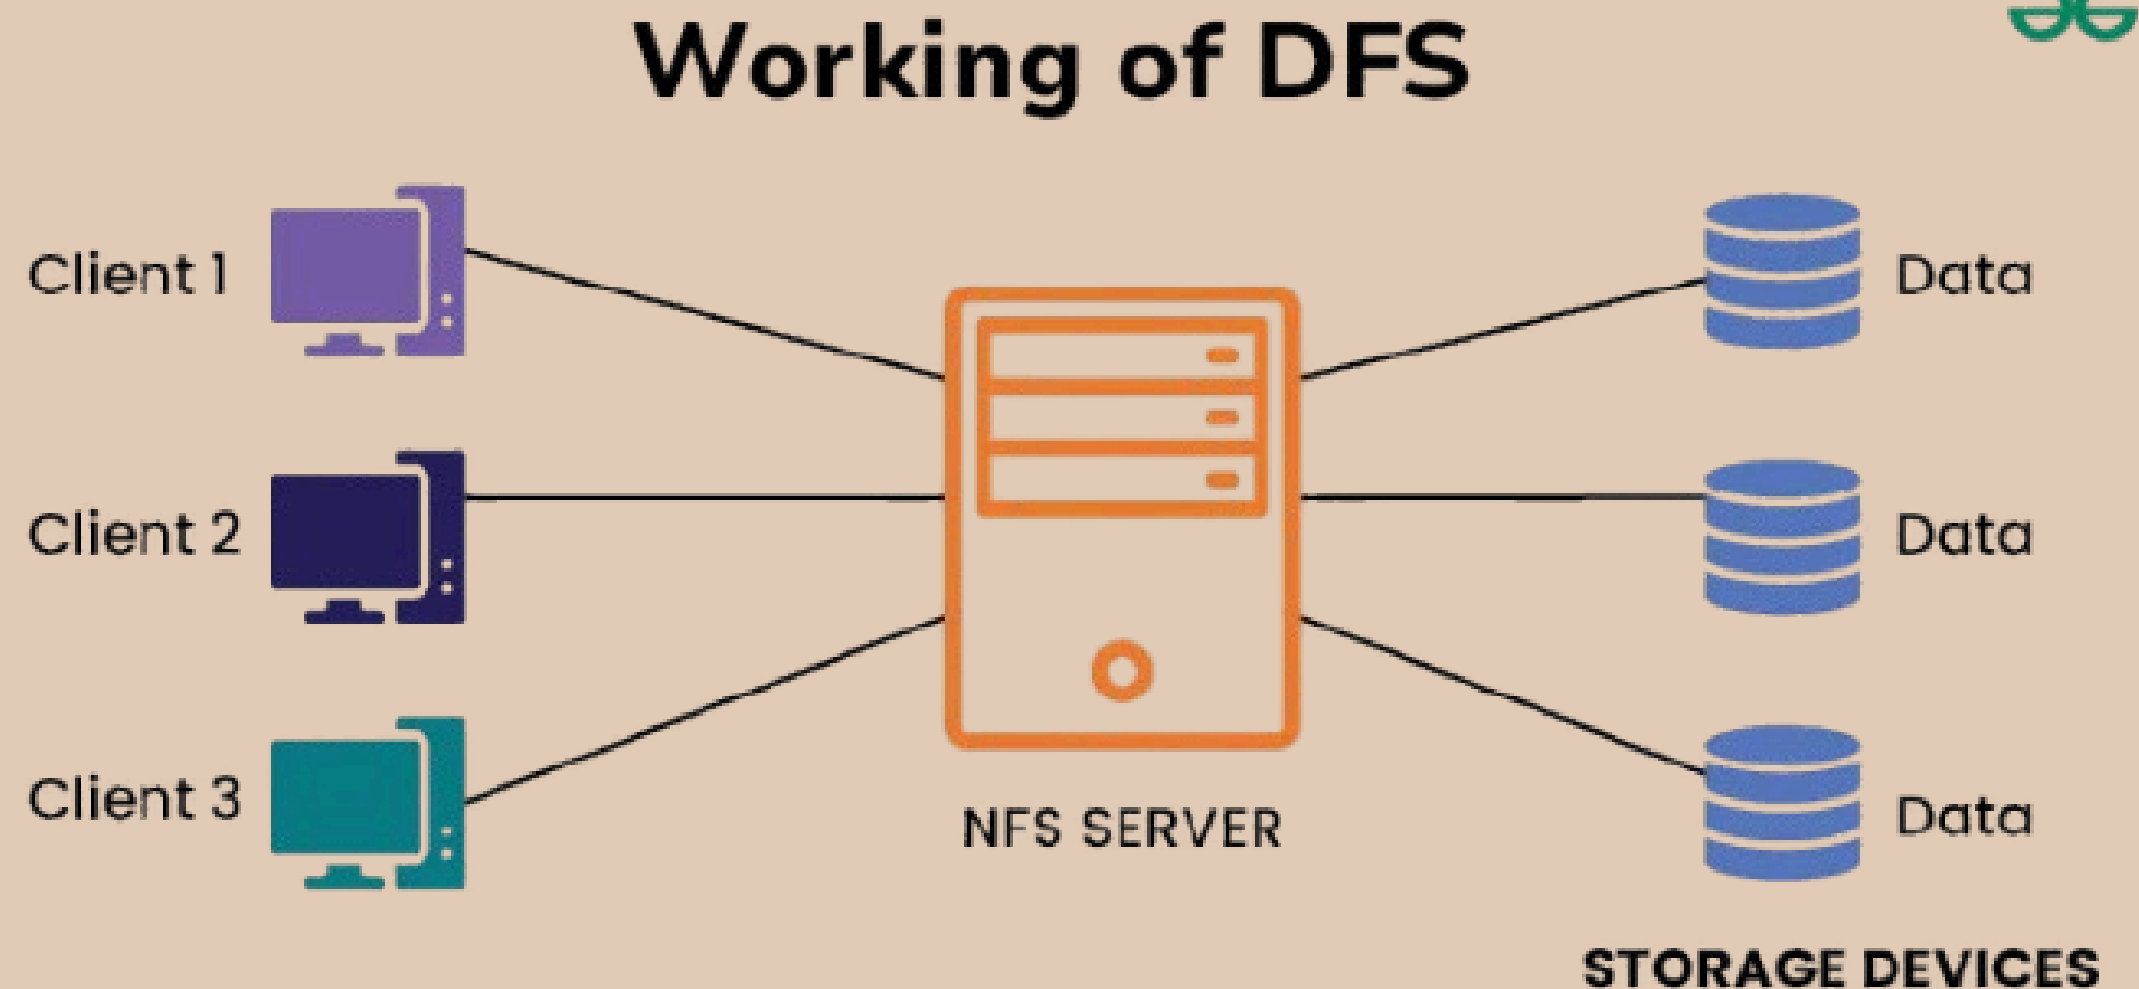 Working of DFS
Client 1
Data
Client 2
Data
Client 3
Data
NFS SERVER
STORAGE DEVICES